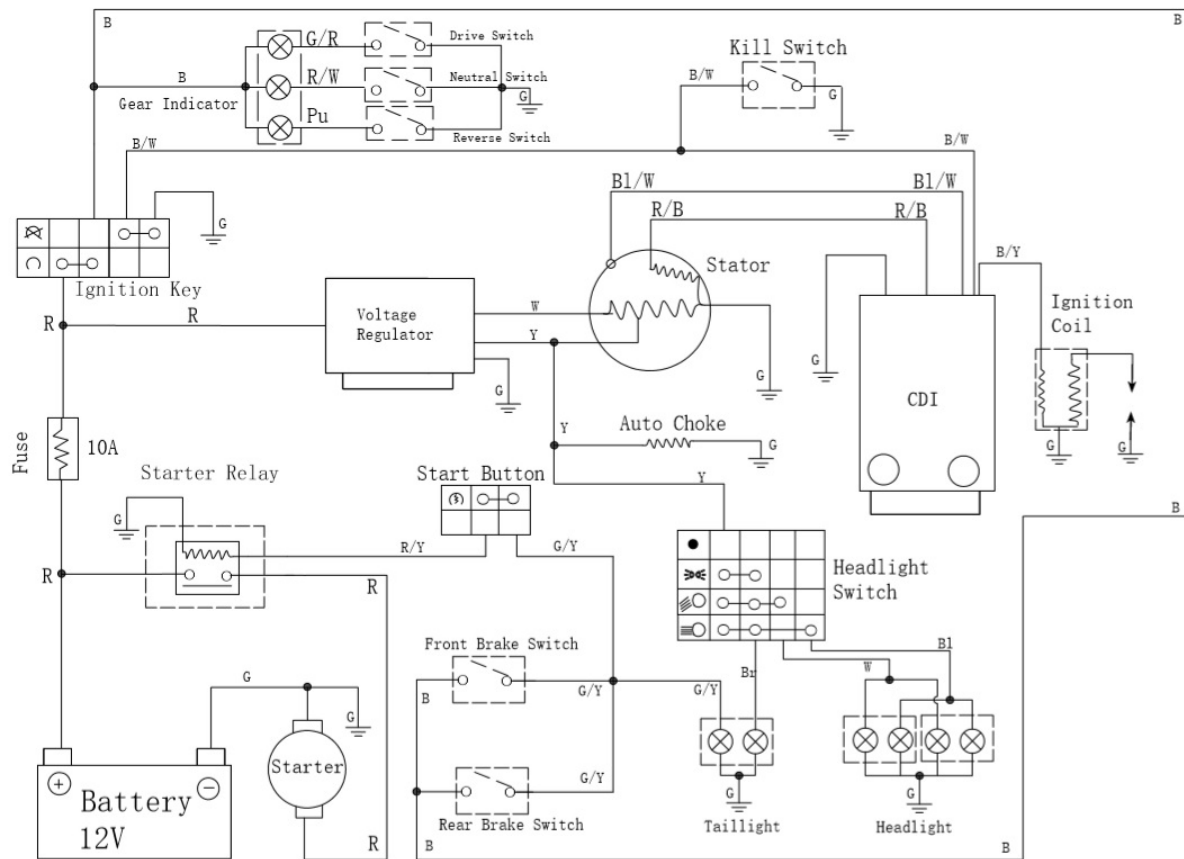 B
B
G/R
Drive Switch
Kill Switch
B
R/W
Neutral Switch
B/W
G
G
Gear Indicator
Pu
Reverse Switch
B/W
B/W
Bl/W
Bl/W
R/B
R/B
G
B/Y
Stator
Ignition Key
Ignition
Coil
R
R
Voltage
Regulator
W
Y
G
G
G
CDI
Fuse
10A
Y
Auto Choke
G
G
G
Starter Relay
Start Button
Y
B
G
R/Y
G/Y
R
R
Headlight
Switch
Front Brake Switch
Bl
W
Br
G
G/Y
G/Y
B
G
Starter
+
−
Battery
12V
G/Y
G
G
Rear Brake Switch
Taillight
Headlight
R
B
B